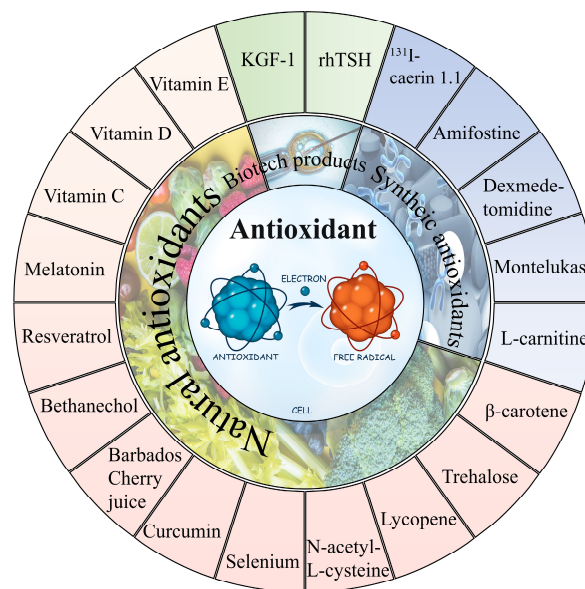 KGF-1
rhTSH
¹³¹I-
caerin 1.1
Amifostine
Dexmede-
tomidine
Montelukas
L-carnitine
β-carotene
Trehalose
Lycopene
N-acetyl-
L-cysteine
Selenium
Curcumin
Barbados
Cherry
juice
Bethanechol
Resveratrol
Melatonin
Vitamin C
Vitamin D
Vitamin E
Biotech products
Syntheic antioxidants
Natural antioxidants
Antioxidant
ELECTRON
ANTIOXIDANT
FREE RADICAL
CELL